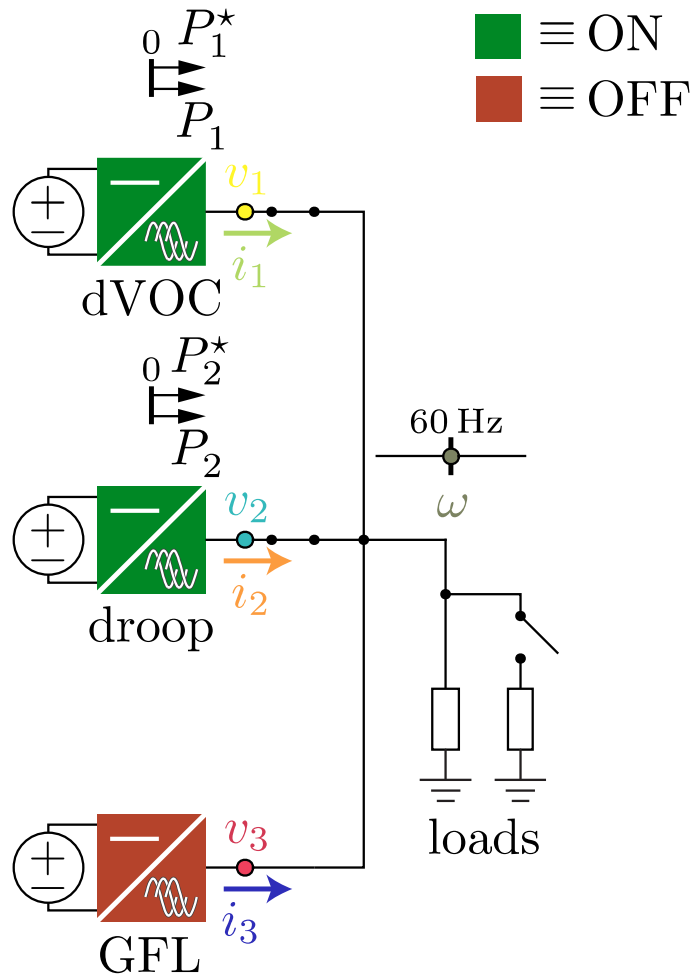 0 P₁⋆
P₁
≡ ON
≡ OFF
v₁
i₁
dVOC
0 P₂⋆
P₂
60 Hz
ω
v₂
i₂
droop
v₃
i₃
GFL
loads